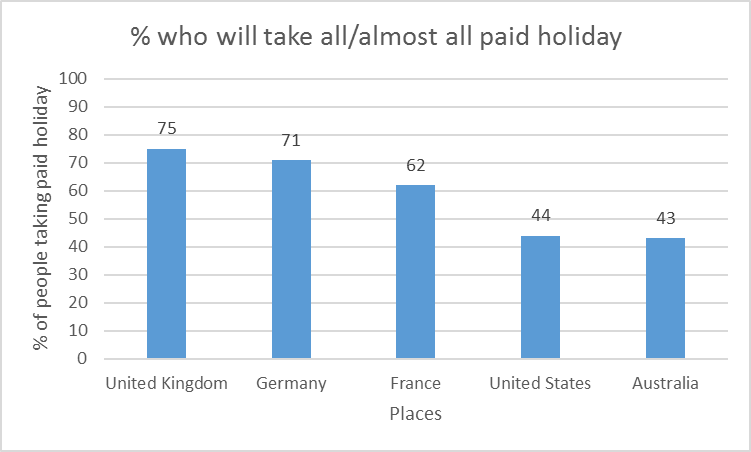 % who will take all/almost all paid holiday
% of people taking paid holiday
100
90
80
70
60
50
40
30
20
10
0
75
71
62
44
43
United Kingdom
Germany
France
United States
Australia
Places